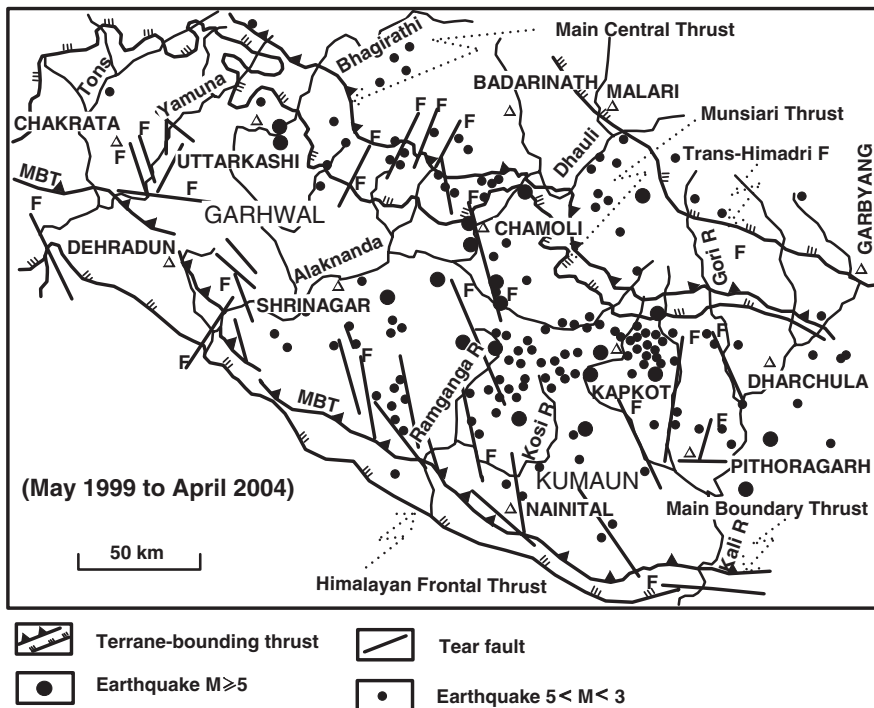 Main Central Thrust
Bhagirathi
Tons
Yamuna
BADARINATH
MALARI
CHAKRATA
F
F
F
F
F
Munsiari Thrust
UTTARKASHI
Dhauli
Trans-Himadri F
MBT
F
F
F
GARHWAL
CHAMOLI
GARBYANG
DEHRADUN
Alaknanda
Gori R
F
SHRINAGAR
F
F
F
F
F
Ramganga R
KAPKOT
DHARCHULA
MBT
F
F
Kosi R
F
KUMAUN
PITHORAGARH
(May 1999 to April 2004)
NAINITAL
Main Boundary Thrust
50 km
Kali R
Himalayan Frontal Thrust
F
Terrane-bounding thrust
Tear fault
Earthquake M⩾5
Earthquake 5< M< 3